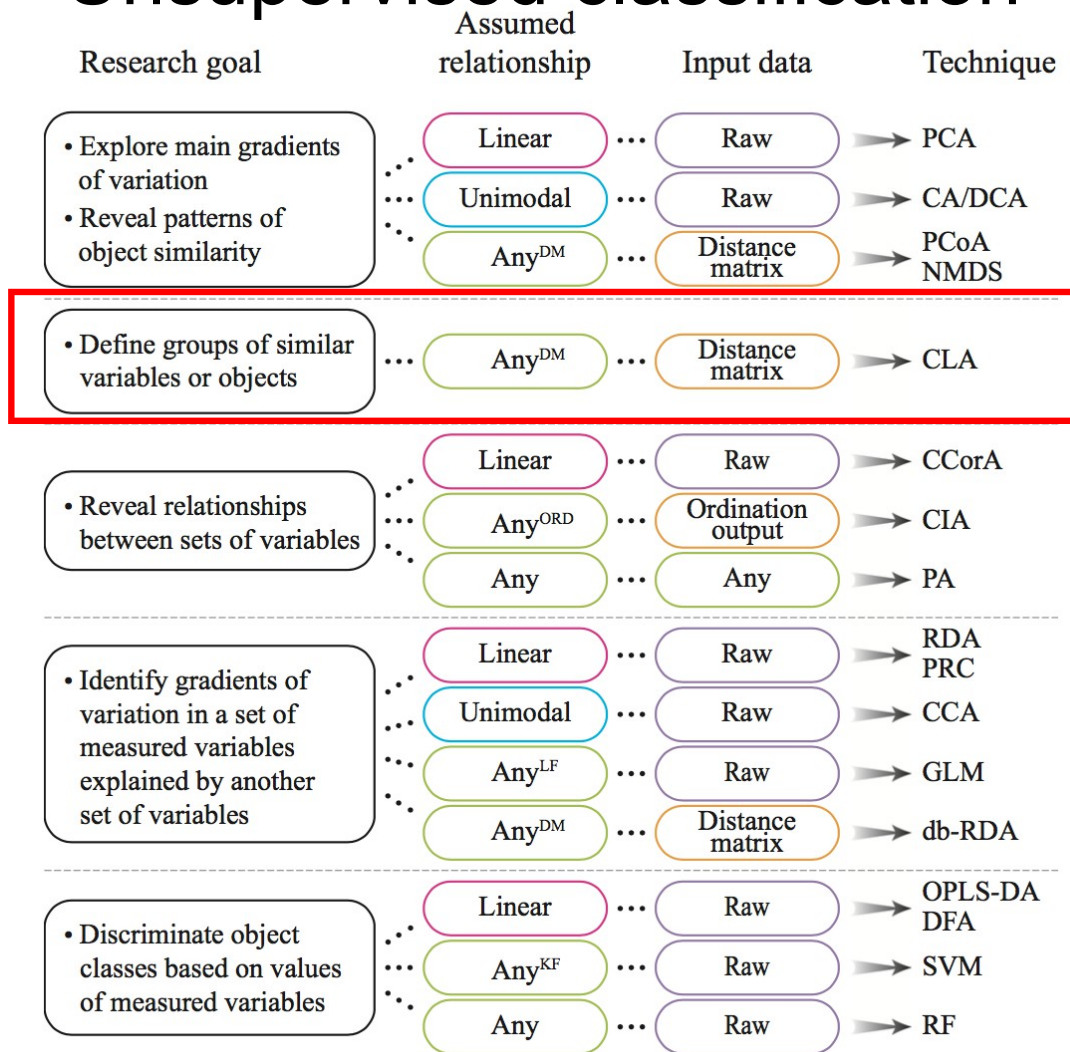 Unsupervised classification
Research goal
Assumed
relationship
Input data
Technique
• Explore main gradients
of variation
• Reveal patterns of
object similarity
Linear ••• Raw PCA
Unimodal ••• Raw CA/DCA
Any^DM ••• Distance
matrix
PCoA
NMDS
• Define groups of similar
variables or objects
••• Any^DM ••• Distance
matrix
CLA
• Reveal relationships
between sets of variables
Linear ••• Raw CCorA
Any^ORD ••• Ordination
output
CIA
Any ••• Any PA
• Identify gradients of
variation in a set of
measured variables
explained by another
set of variables
Linear ••• Raw RDA
PRC
Unimodal ••• Raw CCA
Any^LF ••• Raw GLM
Any^DM ••• Distance
matrix
db-RDA
• Discriminate object
classes based on values
of measured variables
Linear ••• Raw OPLS-DA
DFA
Any^KF ••• Raw SVM
Any ••• Raw RF